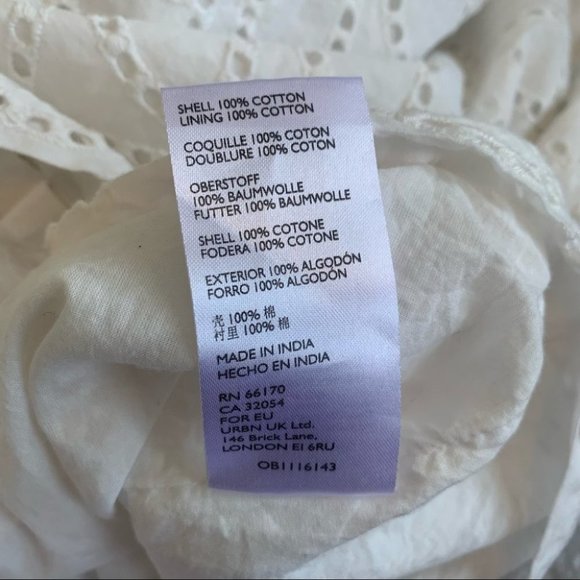 SHELL 100% COTTON
LINING 100% COTTON
COQUILLE 100% COTON
DOUBLURE 100% COTON
OBERSTOFF
100% BAUMWOLLE
FUTTER 100% BAUMWOLLE
SHELL 100% COTONE
FODERA 100% COTONE
EXTERIOR 100% ALGODÓN
FORRO 100% ALGODÓN
壳 100% 棉
衬里 100% 棉
MADE IN INDIA
HECHO EN INDIA
RN 66170
CA 32054
FOR EU
URBN UK Ltd.
146 Brick Lane,
LONDON E1 6RU
OB1116143